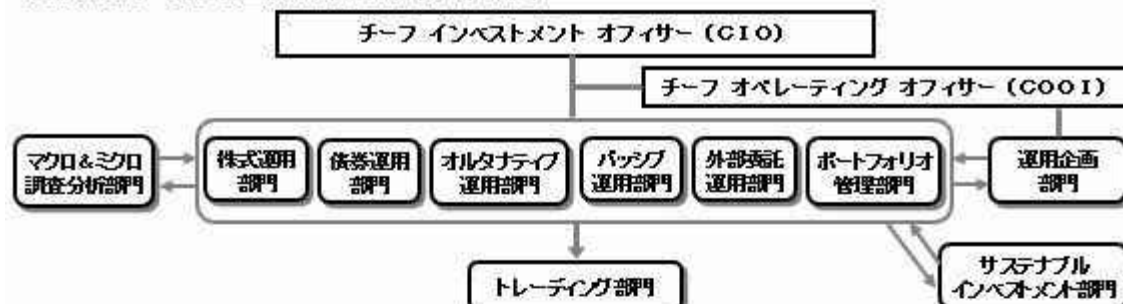 チーフ インベストメント オフィサー (CIO)
チーフ オペレーティング オフィサー (COOI)
マクロ&ミクロ
調査分析部門
株式運用
部門
債券運用
部門
オルタナティブ
運用部門
パッシブ
運用部門
外部委託
運用部門
ポートフォリオ
管理部門
運用企画
部門
トレーディング部門
サステナブル
インベストメント部門